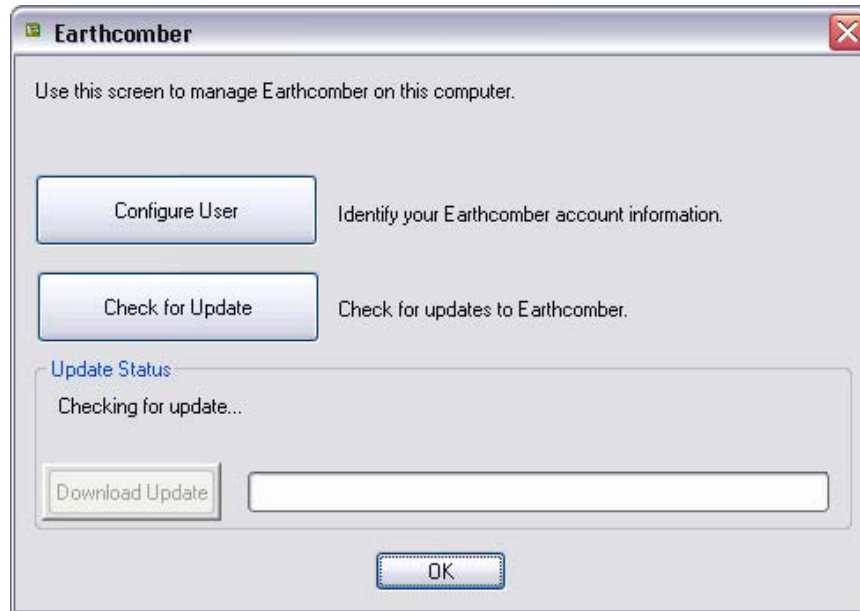 Earthcomber
Use this screen to manage Earthcomber on this computer.
Configure User
Identify your Earthcomber account information.
Check for Update
Check for updates to Earthcomber.
Update Status
Checking for update...
Download Update
OK